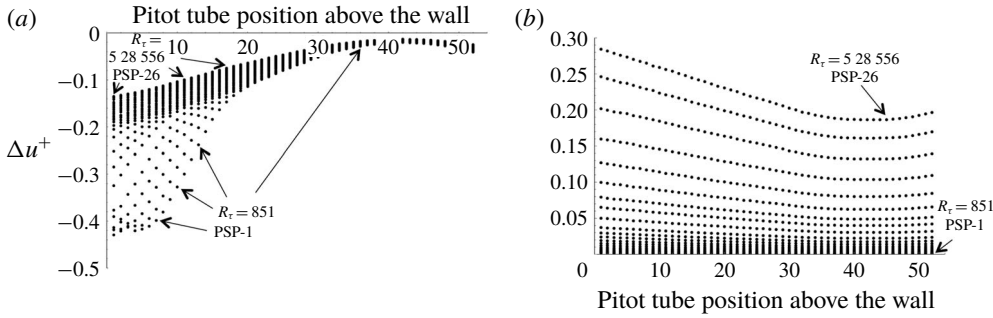 (a)
Pitot tube position above the wall
0
10
20
30
40
50
R_τ =
5 28 556
PSP-26
−0.1
−0.2
−0.3
−0.4
−0.5
Δu⁺
R_τ = 851
PSP-1
(b)
0.30
0.25
0.20
0.15
0.10
0.05
R_τ = 5 28 556
PSP-26
R_τ = 851
PSP-1
0
10
20
30
40
50
Pitot tube position above the wall